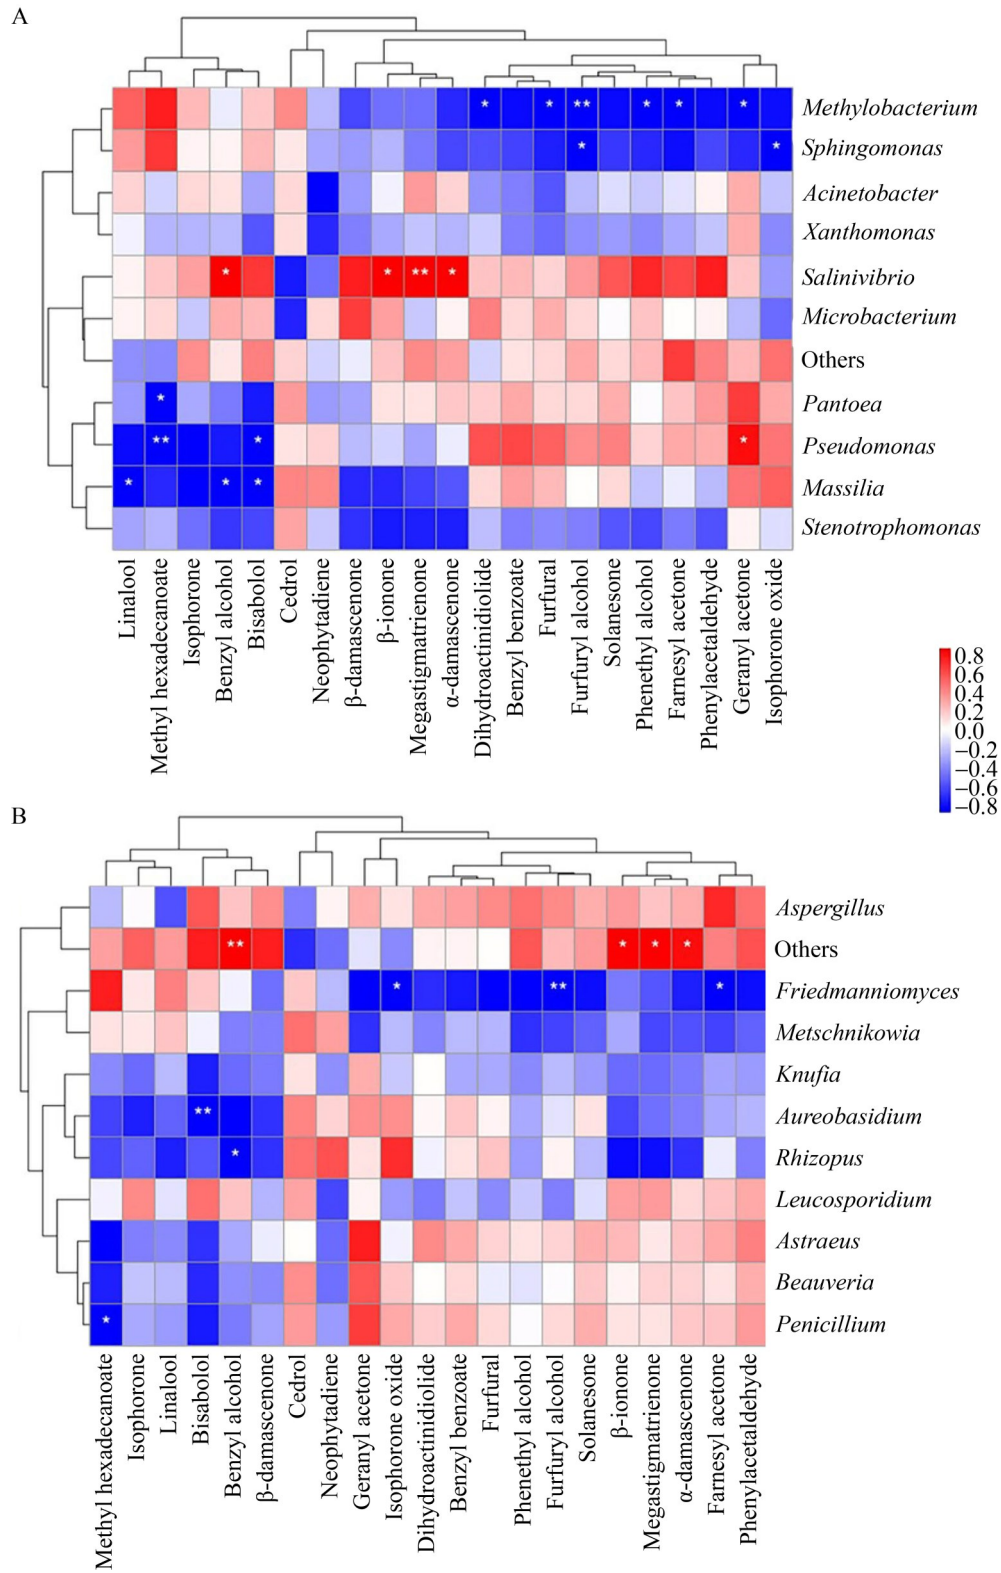 A
* * ** * * * Methylobacterium
* * Sphingomonas
Acinetobacter
Xanthomonas
* * ** * Salinivibrio
Microbacterium
Others
* Pantoea
** * * Pseudomonas
* * * Massilia
Stenotrophomonas
Linalool
Methyl hexadecanoate
Isophorone
Benzyl alcohol
Bisabolol
Cedrol
Neophytadiene
β-damascenone
β-ionone
Megastigmatrienone
α-damascenone
Dihydroactinidiolide
Benzyl benzoate
Furfural
Furfuryl alcohol
Solanesone
Phenethyl alcohol
Farnesyl acetone
Phenylacetaldehyde
Geranyl acetone
Isophorone oxide
0.8
0.6
0.4
0.2
0.0
−0.2
−0.4
−0.6
−0.8
B
Aspergillus
** * * * Others
* ** * Friedmanniomyces
Metschnikowia
Knufia
** Aureobasidium
* Rhizopus
Leucosporidium
Astraeus
Beauveria
* Penicillium
Methyl hexadecanoate
Isophorone
Linalool
Bisabolol
Benzyl alcohol
β-damascenone
Cedrol
Neophytadiene
Geranyl acetone
Isophorone oxide
Dihydroactinidiolide
Benzyl benzoate
Furfural
Phenethyl alcohol
Furfuryl alcohol
Solanesone
β-ionone
Megastigmatrienone
α-damascenone
Farnesyl acetone
Phenylacetaldehyde